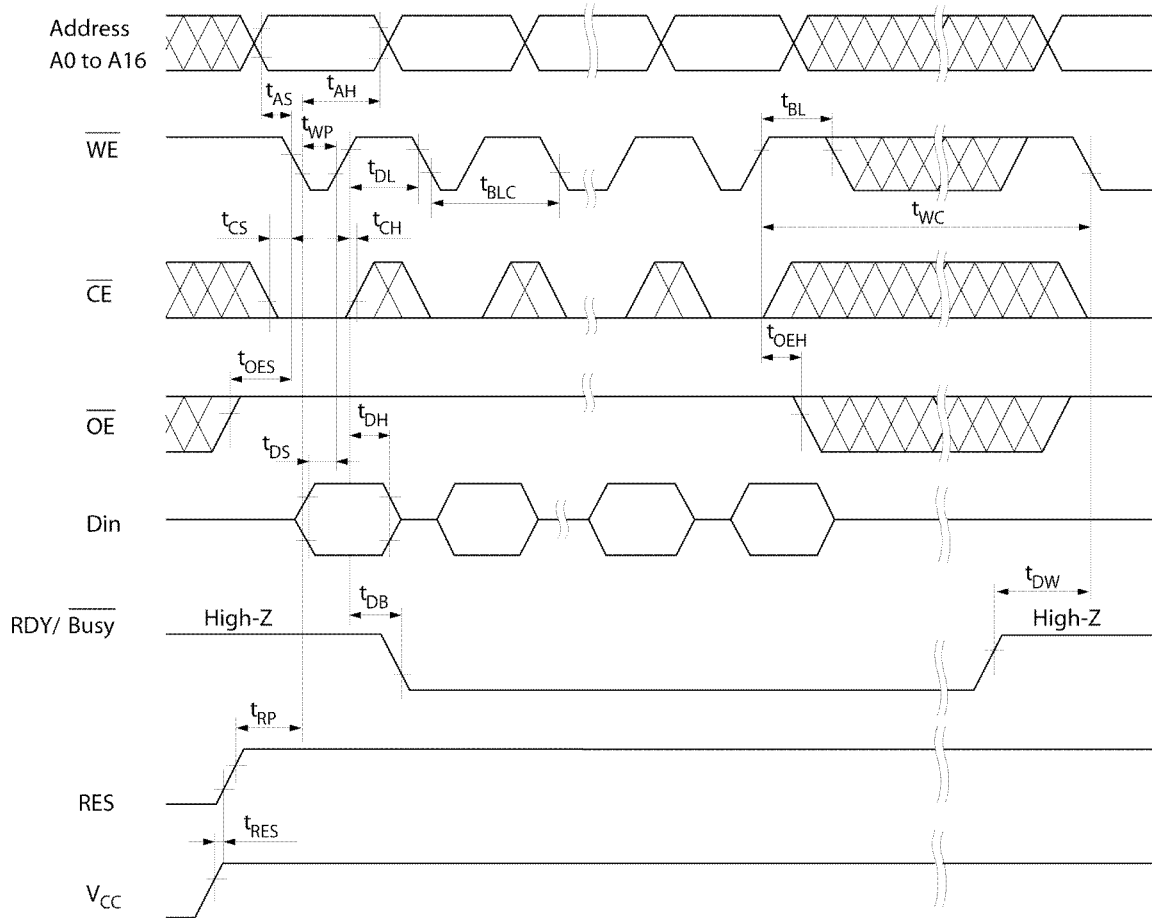 Address
A0 to A16
tAS
tAH
tWP
tBL
WE
tDL
tBLC
tWC
tCS
tCH
CE
tOES
tOEH
OE
tDH
tDS
Din
tDB
tDW
RDY/ Busy
High-Z
High-Z
tRP
RES
tRES
VCC